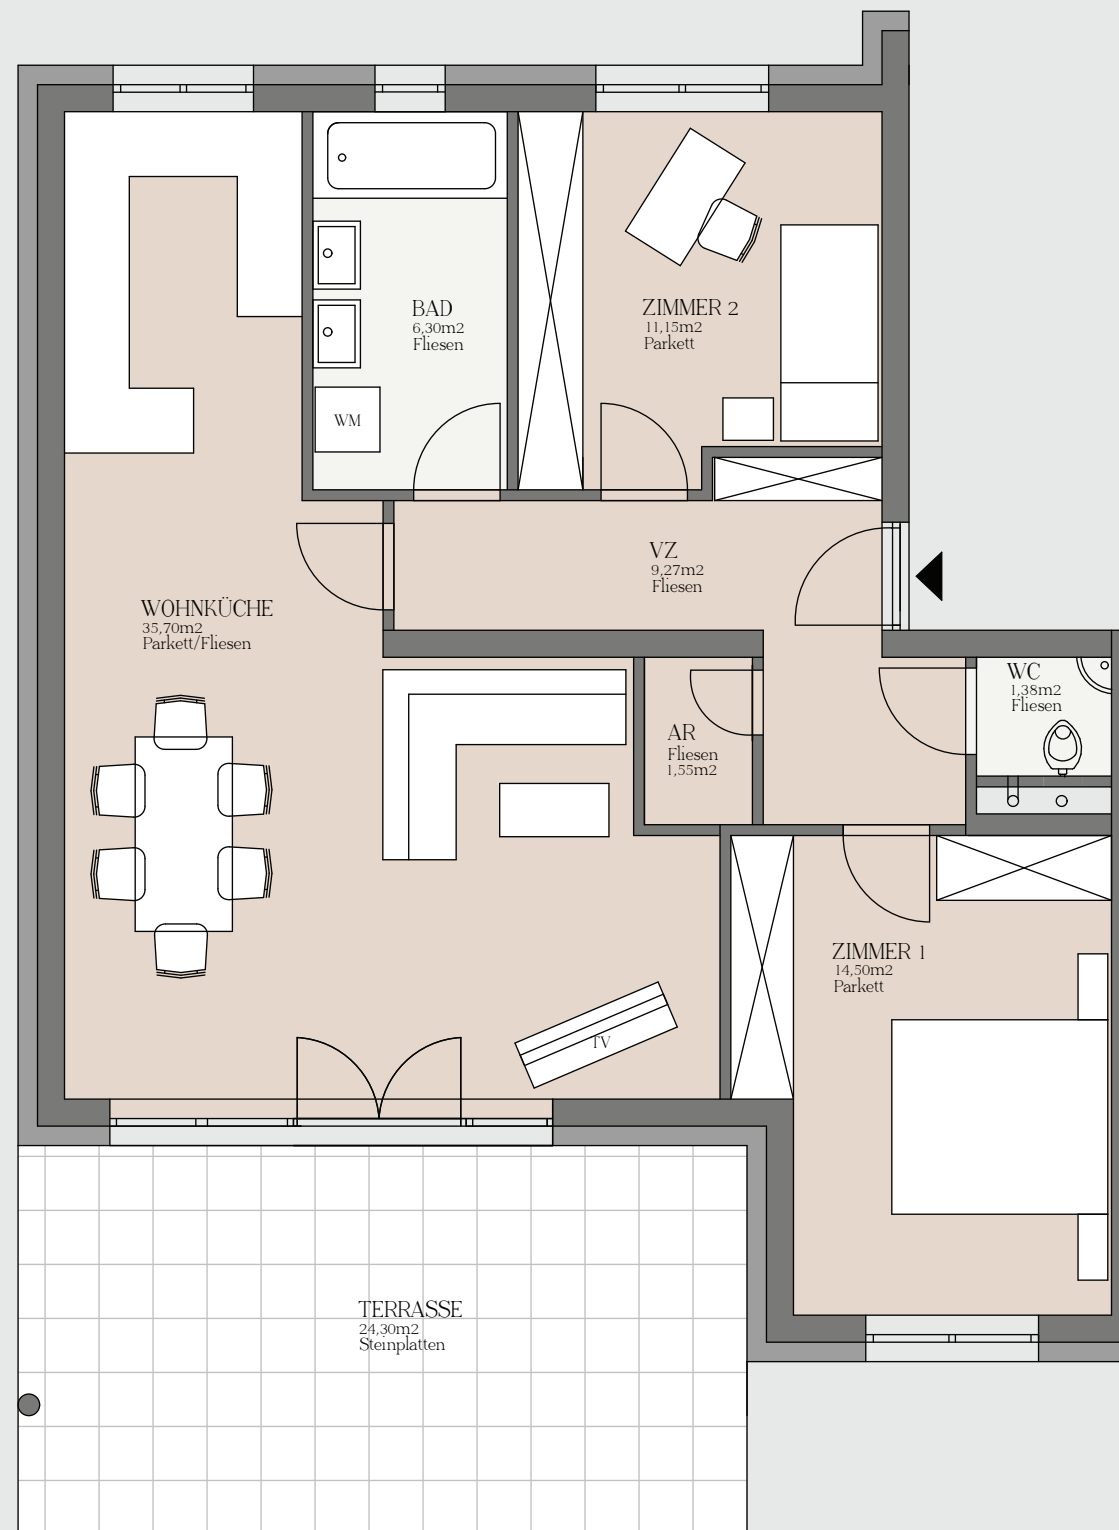 BAD
6,30m2
Fliesen
WM
ZIMMER 2
11,15m2
Parkett
VZ
9,27m2
Fliesen
WOHNKÜCHE
35,70m2
Parkett/Fliesen
WC
1,38m2
Fliesen
AR
Fliesen
1,55m2
ZIMMER 1
14,50m2
Parkett
TV
TERRASSE
24,30m2
Steinplatten